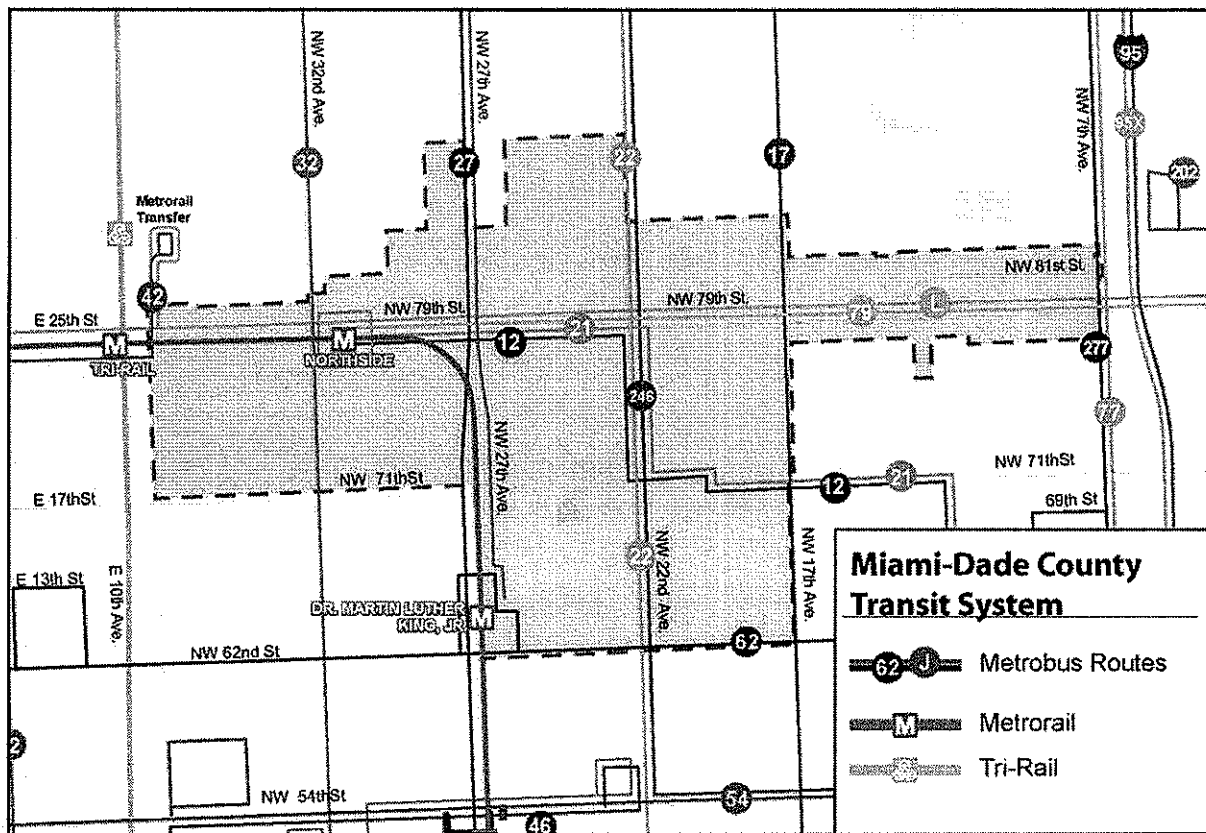 NW 32nd Ave.
NW 27th Ave.
NW 7th Ave.
95
95X
32
27
22
17
202
Metrorail
Transfer
S
42
NW 81st St.
E 25th St
NW 79th St.
NW 79th St.
79
L
M
TRI-RAIL
M
NORTHSIDE
12
21
277
246
77
NW 27th Ave.
NW 71thSt
NW 71thSt
E 17thSt
12
21
69th St
E 13th St
E 10th Ave.
22
NW 22nd Ave.
NW 17th Ave.
DR. MARTIN LUTHER
KING, JR.
M
NW 62nd St
62
2
NW 54thSt
54
46
Miami-Dade County
Transit System
62 J Metrobus Routes
M Metrorail
S Tri-Rail